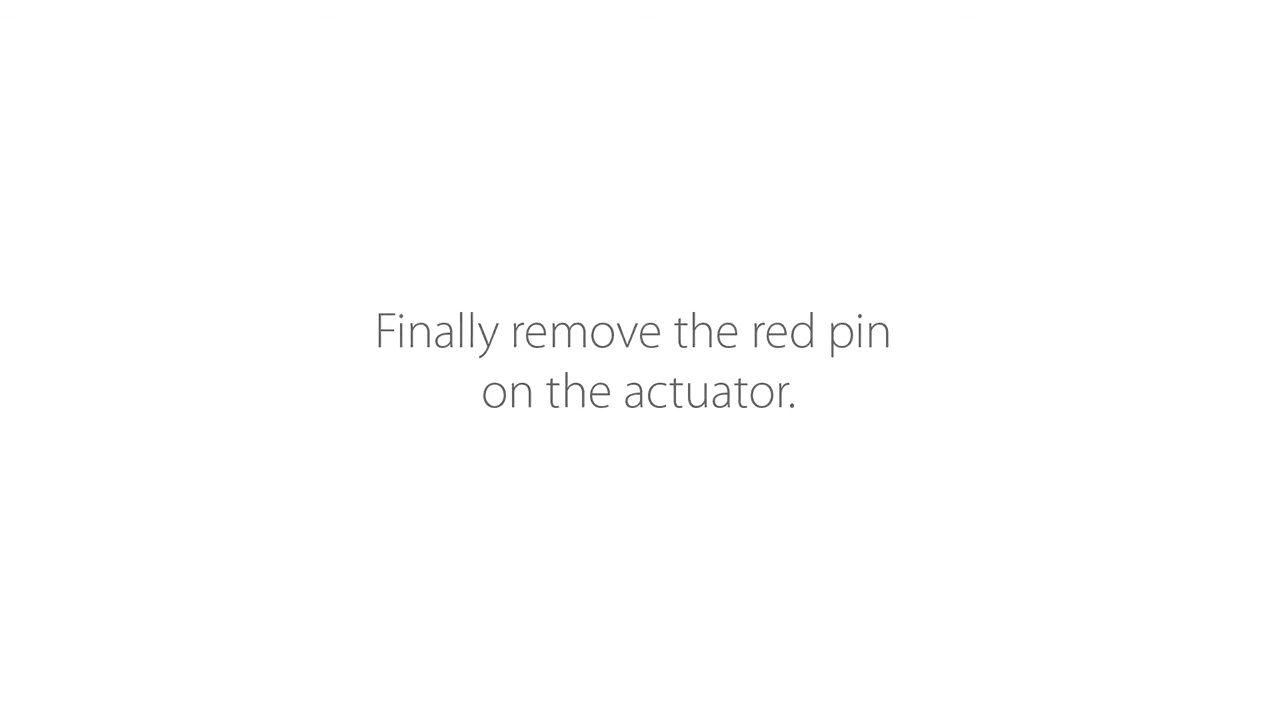 Finally remove the red pin
on the actuator.